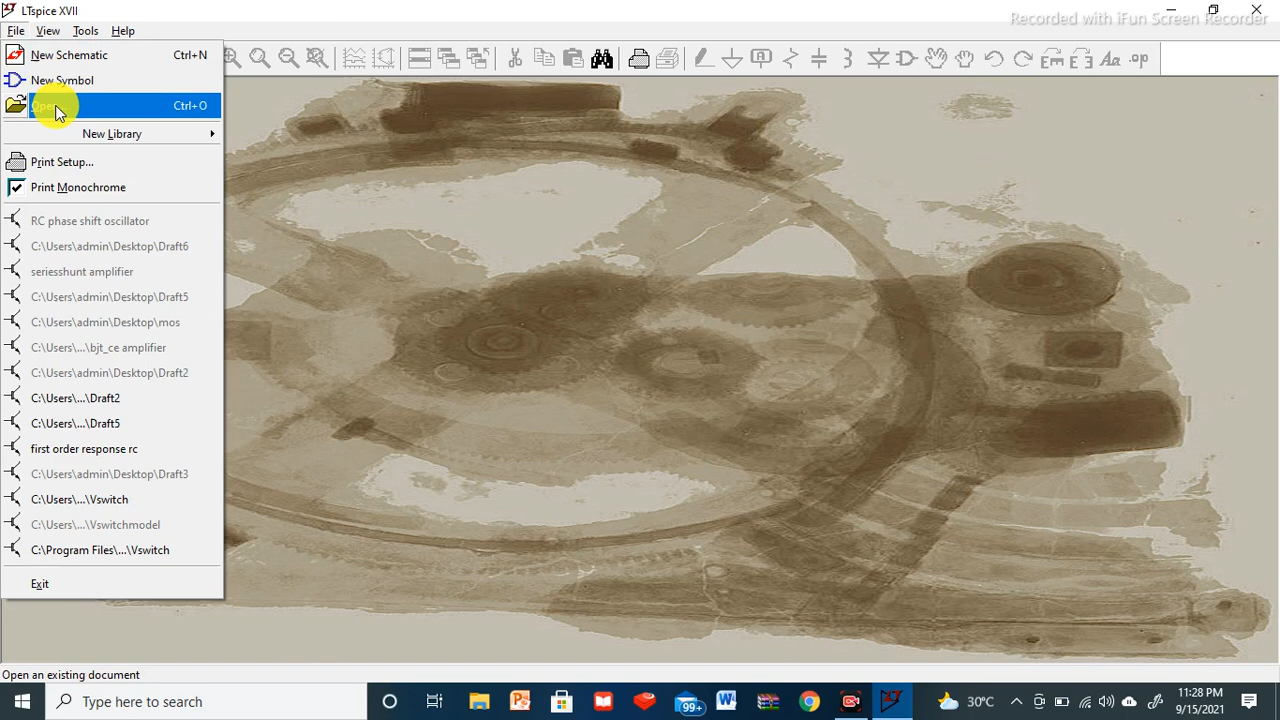 LTspice XVII
Recorded with iFun Screen Recorder
File View Tools Help
New Schematic Ctrl+N
New Symbol
Open Ctrl+O
New Library
Print Setup...
Print Monochrome
RC phase shift oscillator
C:\Users\admin\Desktop\Draft6
seriesshunt amplifier
C:\Users\admin\Desktop\Draft5
C:\Users\admin\Desktop\mos
C:\Users\...\bjt_ce amplifier
C:\Users\admin\Desktop\Draft2
C:\Users\...\Draft2
C:\Users\...\Draft5
first order response rc
C:\Users\admin\Desktop\Draft3
C:\Users\...\Vswitch
C:\Users\...\Vswitchmodel
C:\Program Files\...\Vswitch
Exit
Aa .op
Open an existing document
Type here to search
99+
30°C
11:28 PM
9/15/2021